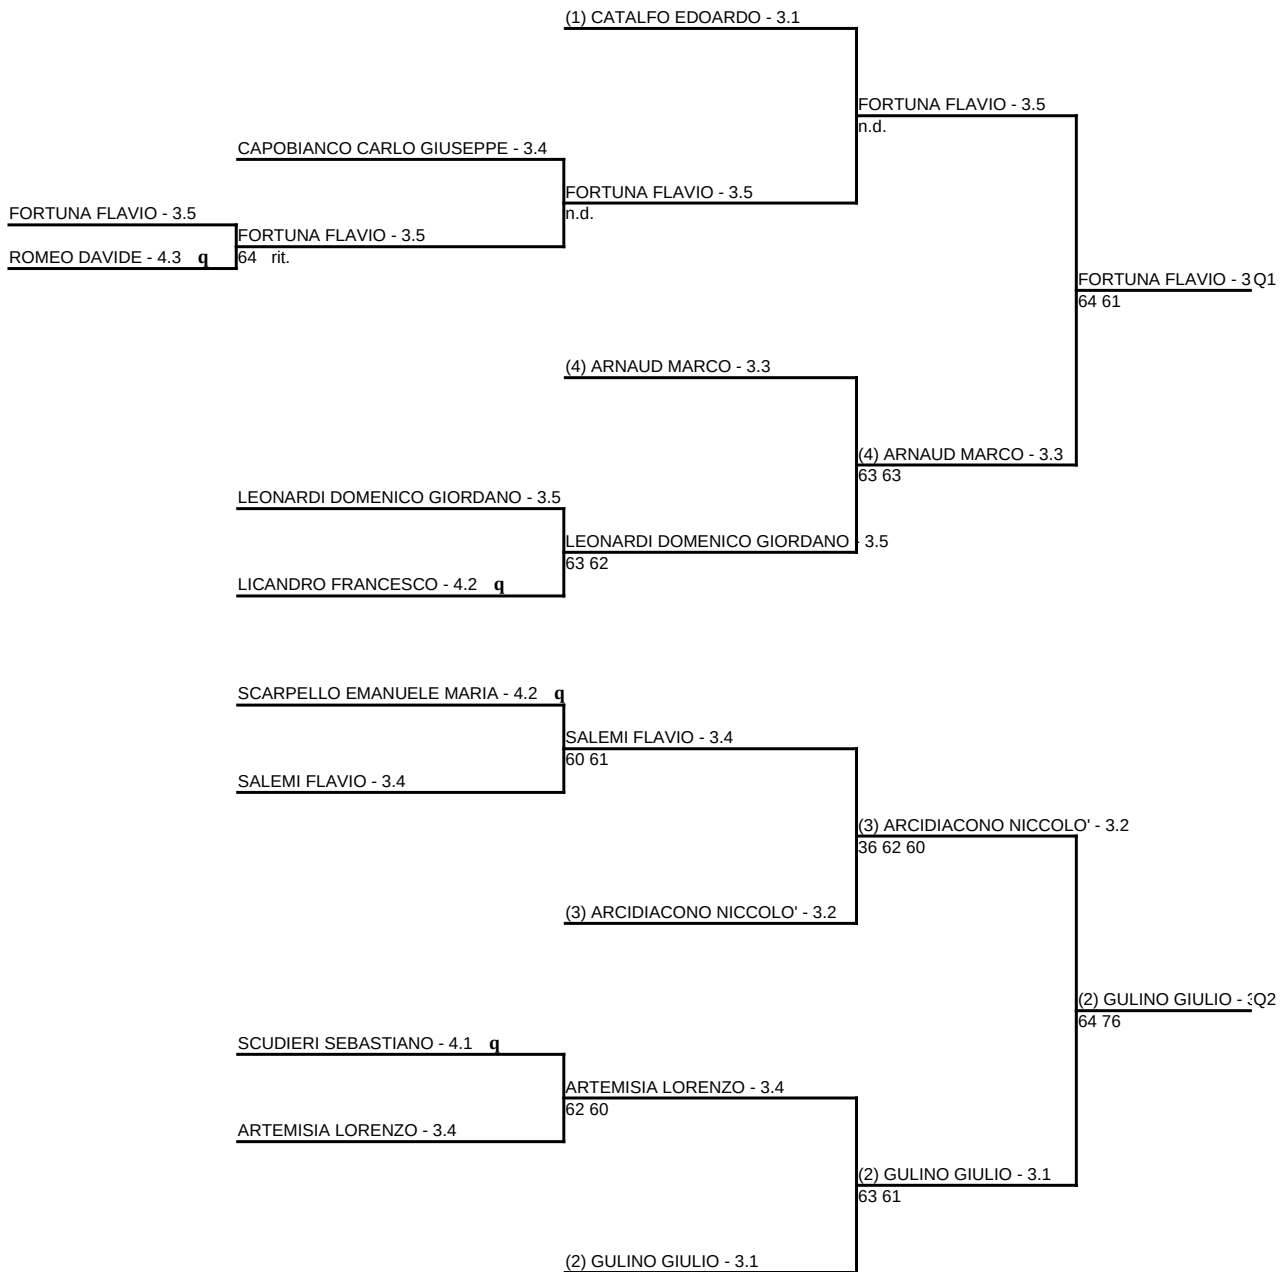 (1) CATALFO EDOARDO - 3.1
FORTUNA FLAVIO - 3.5
n.d.
CAPOBIANCO CARLO GIUSEPPE - 3.4
FORTUNA FLAVIO - 3.5
n.d.
FORTUNA FLAVIO - 3.5
FORTUNA FLAVIO - 3.5
64 rit.
ROMEO DAVIDE - 4.3 q
FORTUNA FLAVIO - 3 Q1
64 61
(4) ARNAUD MARCO - 3.3
(4) ARNAUD MARCO - 3.3
63 63
LEONARDI DOMENICO GIORDANO - 3.5
LEONARDI DOMENICO GIORDANO - 3.5
63 62
LICANDRO FRANCESCO - 4.2 q
SCARPELLO EMANUELE MARIA - 4.2 q
SALEMI FLAVIO - 3.4
60 61
SALEMI FLAVIO - 3.4
(3) ARCIDIACONO NICCOLO' - 3.2
36 62 60
(3) ARCIDIACONO NICCOLO' - 3.2
(2) GULINO GIULIO - Q2
64 76
SCUDIERI SEBASTIANO - 4.1 q
ARTEMISIA LORENZO - 3.4
62 60
ARTEMISIA LORENZO - 3.4
(2) GULINO GIULIO - 3.1
63 61
(2) GULINO GIULIO - 3.1